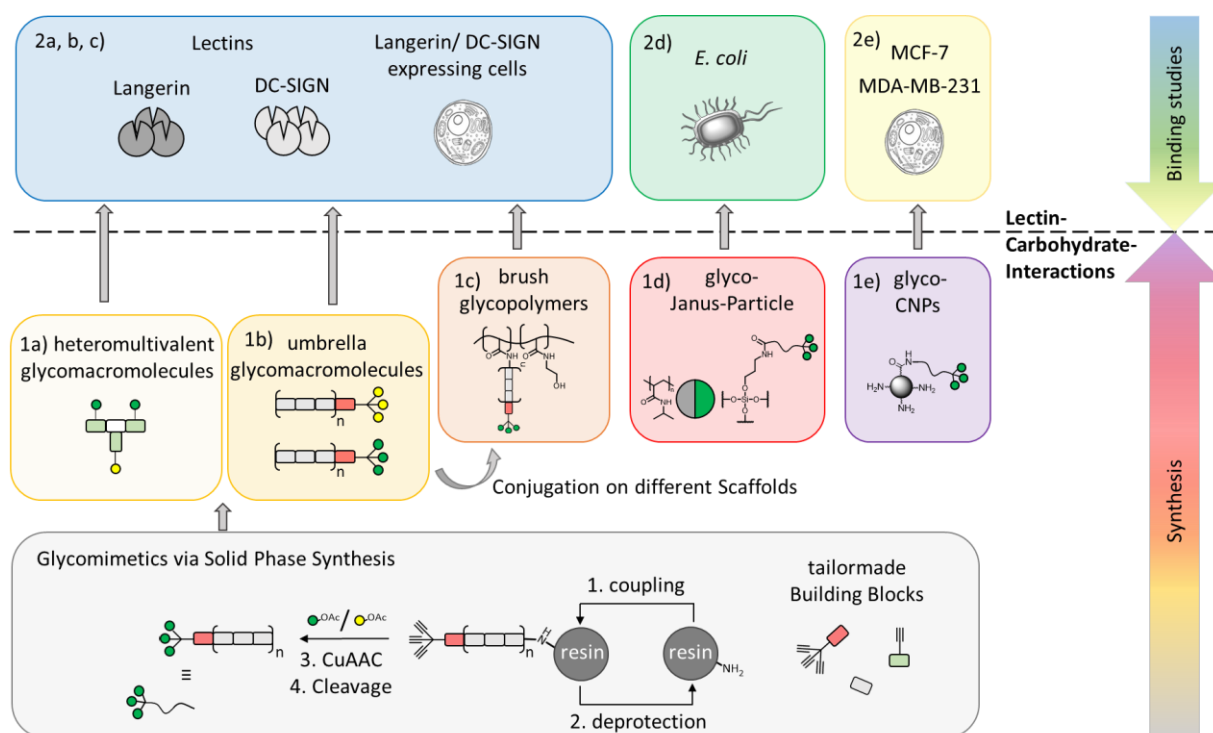 2a, b, c)
Lectins
Langerin
DC-SIGN
Langerin/ DC-SIGN
expressing cells
2d)
E. coli
2e)
MCF-7
MDA-MB-231
Binding studies
Lectin-
Carbohydrate-
Interactions
1a) heteromultivalent
glycomacromolecules
1b) umbrella
glycomacromolecules
n
n
1c) brush
glycopolymers
O
NH
O
NH
OH
n
1d) glyco-
Janus-Particle
O
NH
O
NH
n
O
O-Si-O
O
1e) glyco-
CNPs
H
N
O
H₂N
NH₂
NH₂
Conjugation on different Scaffolds
Synthesis
Glycomimetics via Solid Phase Synthesis
n
≡
OAc / OAc
3. CuAAC
4. Cleavage
n
H
N
resin
1. coupling
2. deprotection
resin
NH₂
tailormade
Building Blocks